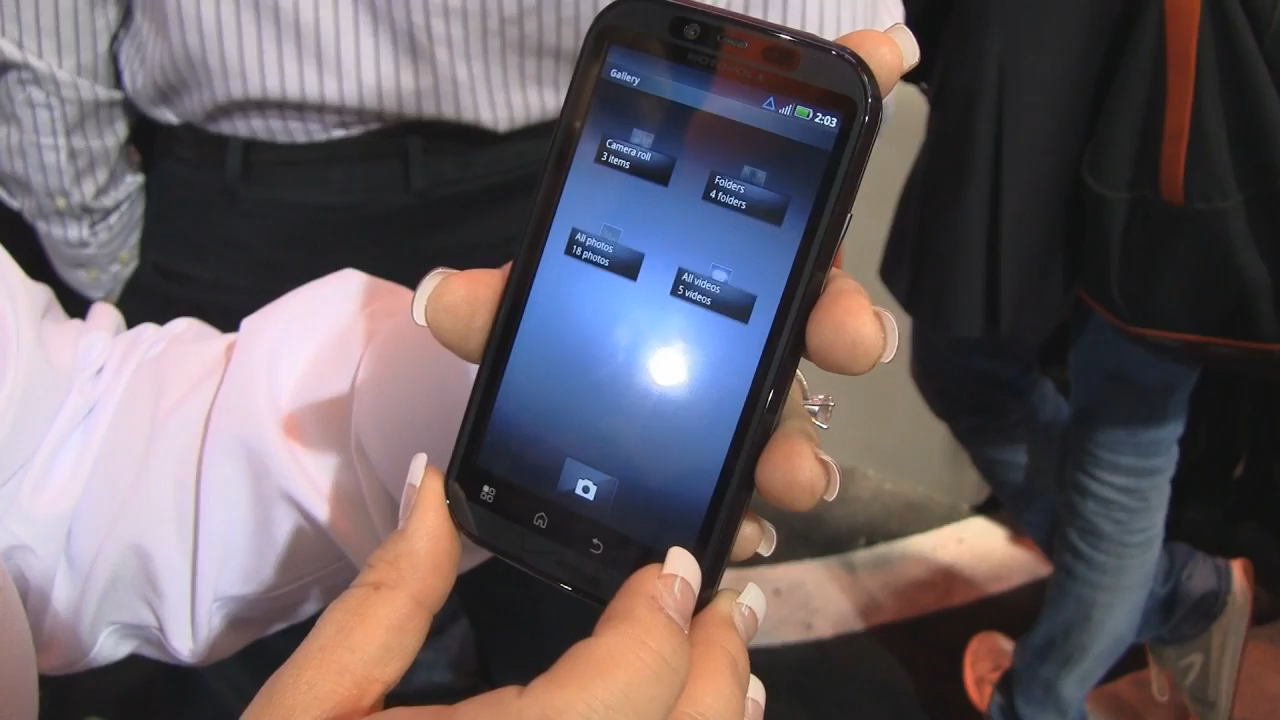 Gallery
2:03
Camera roll
3 items
Folders
4 folders
All photos
18 photos
All videos
5 videos